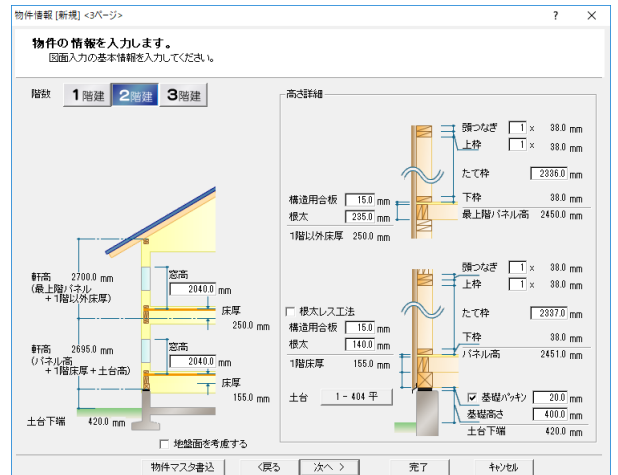 物件情報 [新規] <3ページ>
? ×
物件の情報を入力します。
図面入力の基本情報を入力してください。
階数 1階建 2階建 3階建
軒高 2700.0 mm
(最上階パネル
+1階以外床厚)
窓高
2040.0 mm
床厚
250.0 mm
軒高 2695.0 mm
(パネル高
+1階床厚+土台高)
窓高
2040.0 mm
床厚
155.0 mm
土台下端 420.0 mm
地盤面を考慮する
高さ詳細
頭つなぎ 1 × 38.0 mm
上枠 1 × 38.0 mm
たて枠 2336.0 mm
構造用合板 15.0 mm
下枠 38.0 mm
根太 235.0 mm
最上階パネル高 2450.0 mm
1階以外床厚 250.0 mm
頭つなぎ 1 × 38.0 mm
上枠 1 × 38.0 mm
根太レス工法
たて枠 2337.0 mm
構造用合板 15.0 mm
下枠 38.0 mm
根太 140.0 mm
パネル高 2451.0 mm
1階床厚 155.0 mm
土台 1 - 404 平
基礎パッキン 20.0 mm
基礎高さ 400.0 mm
土台下端 420.0 mm
物件マスタ書込 <戻る 次へ > 完了 キャンセル